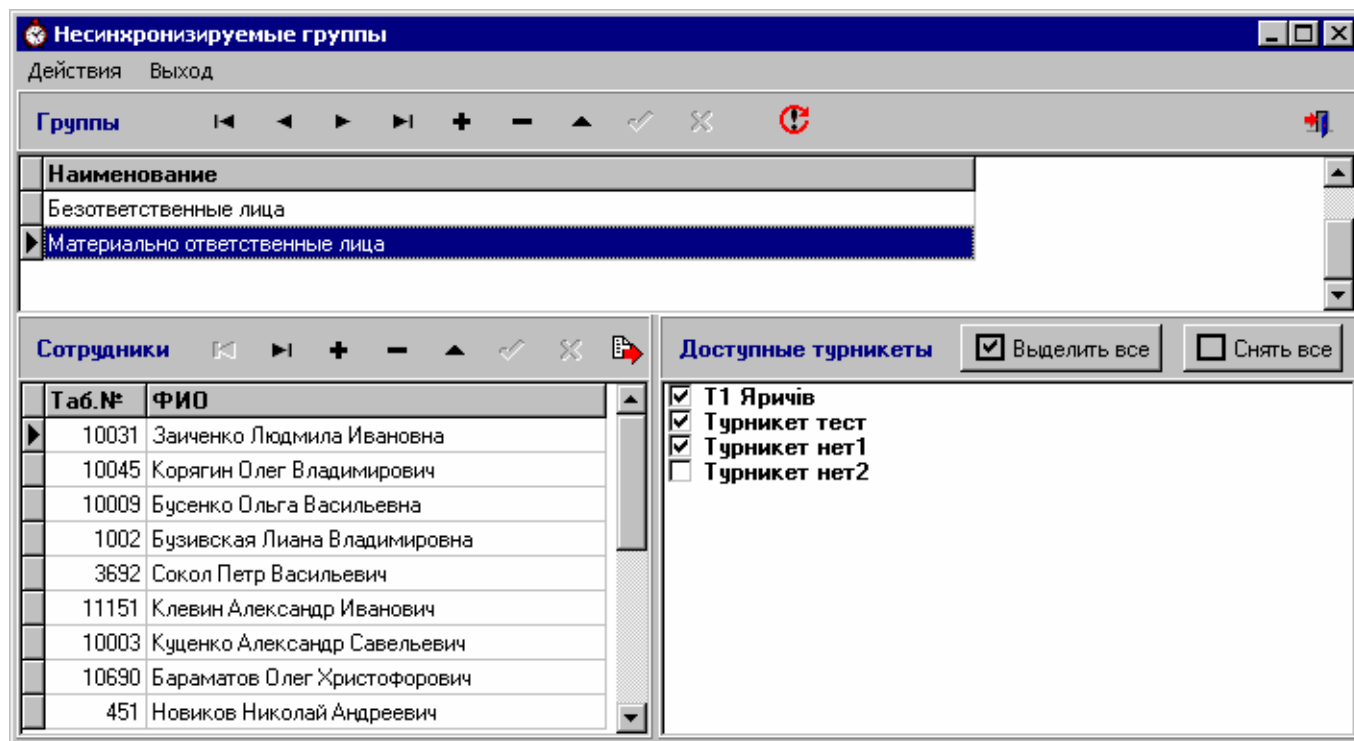 Несинхронизируемые группы
Действия Выход
Группы
Наименование
Безответственные лица
Материально ответственные лица
Сотрудники
Доступные турникеты Выделить все Снять все
Таб.№ ФИО
10031 Заиченко Людмила Ивановна
10045 Корягин Олег Владимирович
10009 Бусенко Ольга Васильевна
1002 Бузивская Лиана Владимировна
3692 Сокол Петр Васильевич
11151 Клевин Александр Иванович
10003 Куценко Александр Савельевич
10690 Бараматов Олег Христофорович
451 Новиков Николай Андреевич
Т1 Яричів
Турникет тест
Турникет нет1
Турникет нет2